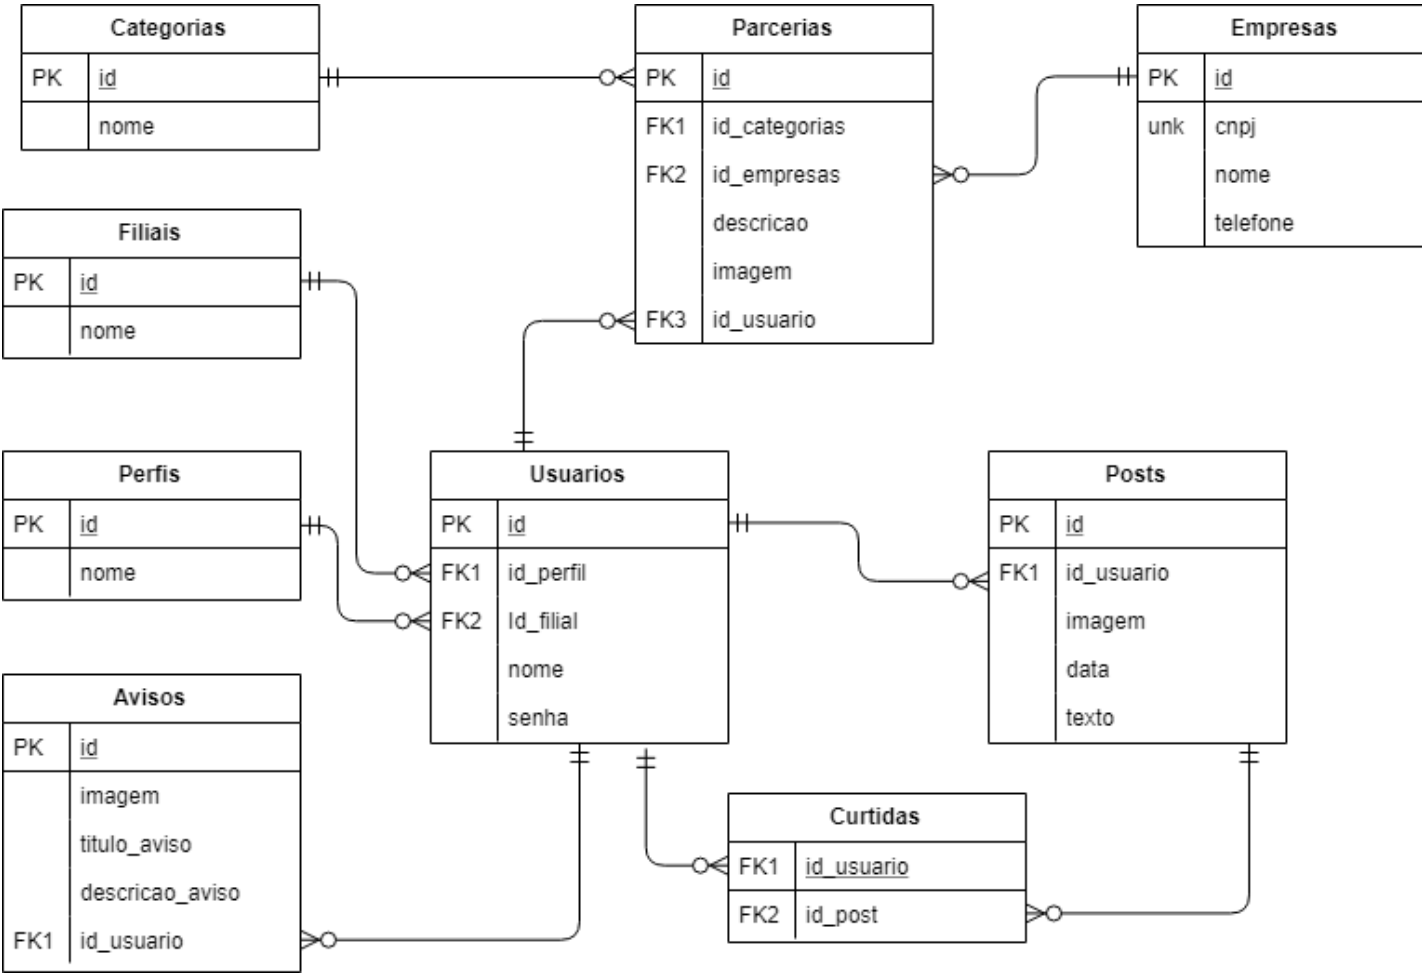 Categorias
PK id
nome
Parcerias
PK id
FK1 id_categorias
FK2 id_empresas
descricao
imagem
FK3 id_usuario
Empresas
PK id
unk cnpj
nome
telefone
Filiais
PK id
nome
Perfis
PK id
nome
Usuarios
PK id
FK1 id_perfil
FK2 Id_filial
nome
senha
Posts
PK id
FK1 id_usuario
imagem
data
texto
Avisos
PK id
imagem
titulo_aviso
descricao_aviso
FK1 id_usuario
Curtidas
FK1 id_usuario
FK2 id_post